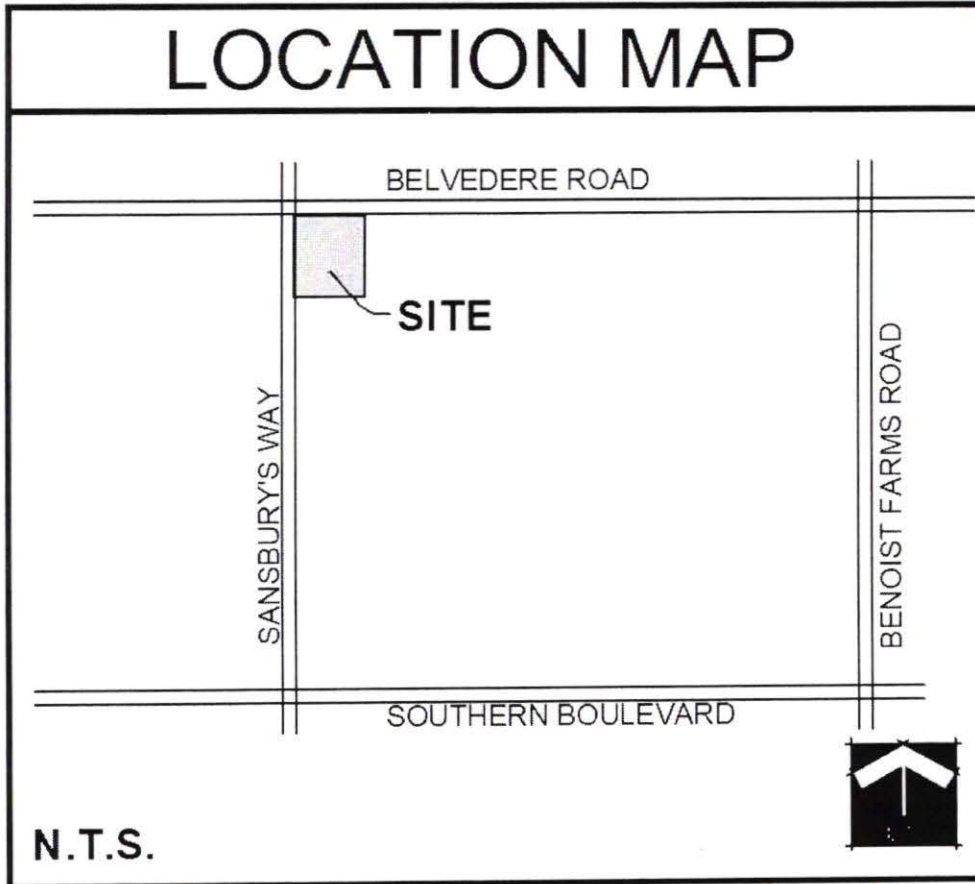 LOCATION MAP
BELVEDERE ROAD
SITE
SANSBURY'S WAY
BENOIST FARMS ROAD
SOUTHERN BOULEVARD
N.T.S.